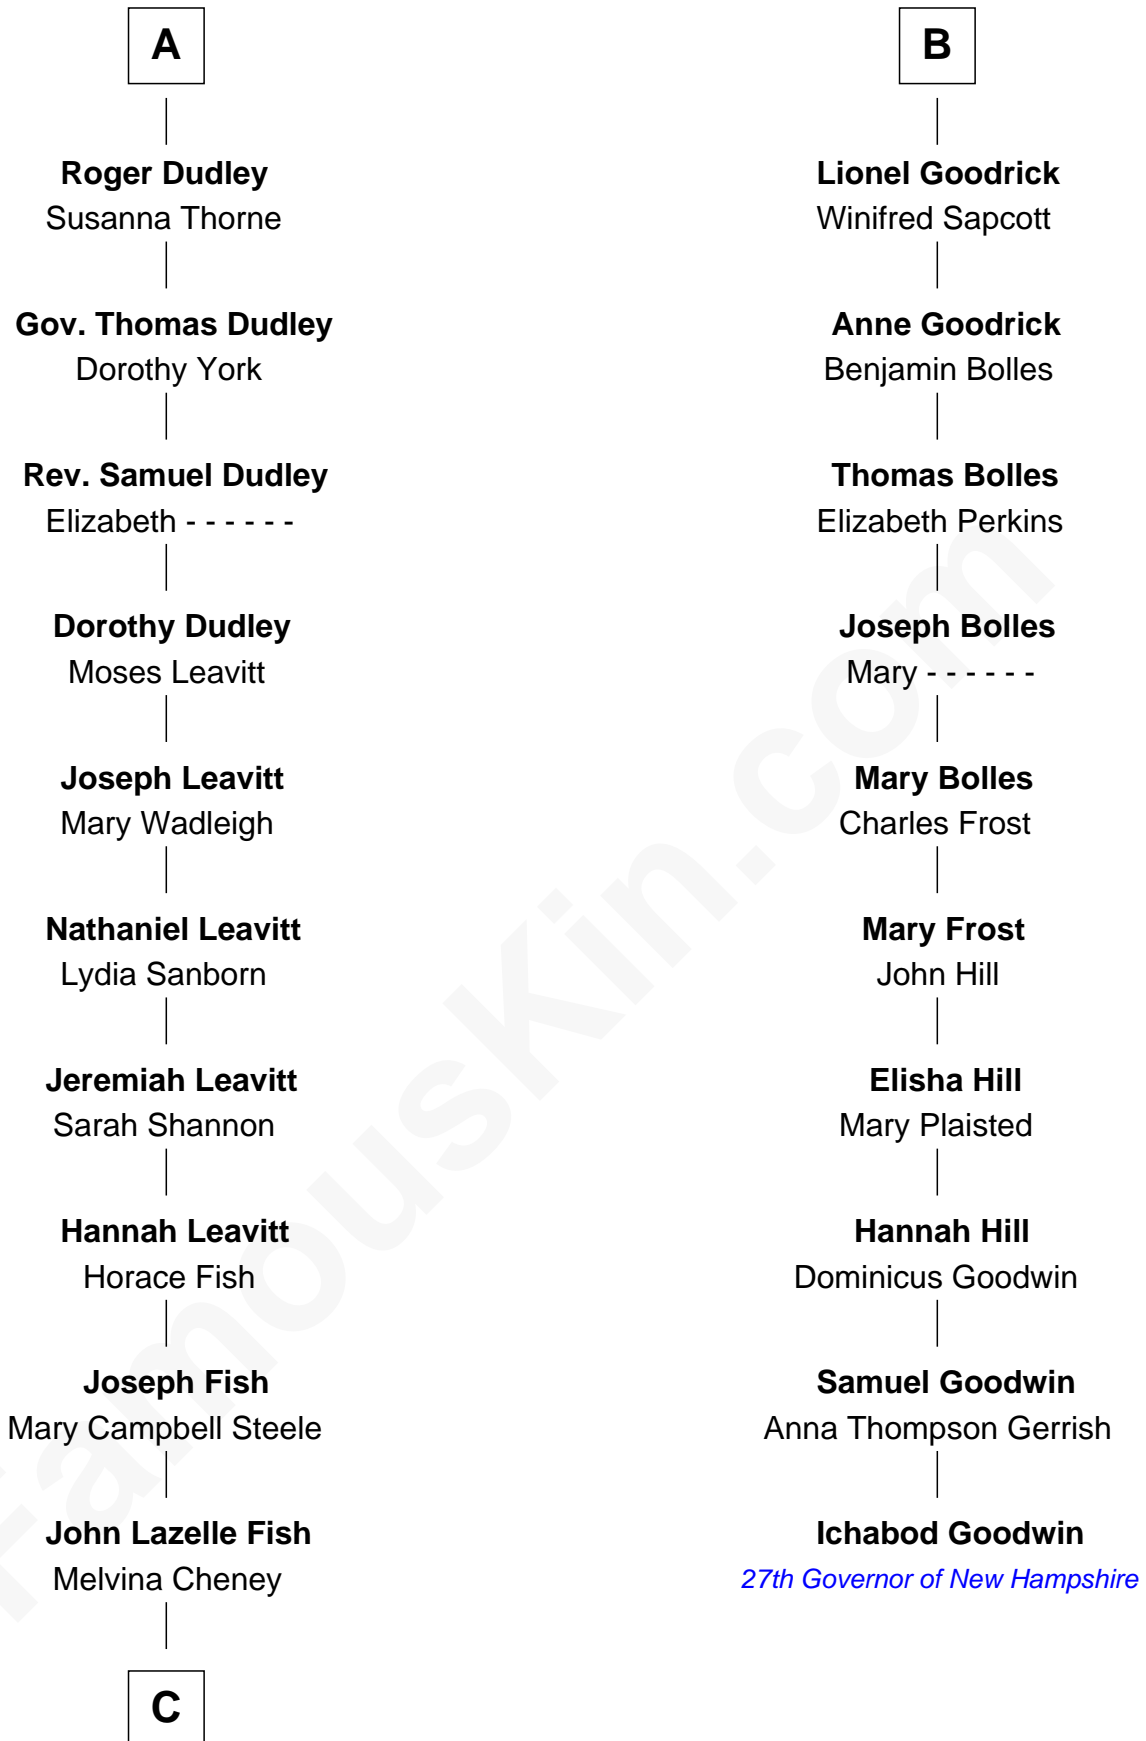 A
Roger Dudley
Susanna Thorne
Gov. Thomas Dudley
Dorothy York
Rev. Samuel Dudley
Elizabeth - - - - - -
Dorothy Dudley
Moses Leavitt
Joseph Leavitt
Mary Wadleigh
Nathaniel Leavitt
Lydia Sanborn
Jeremiah Leavitt
Sarah Shannon
Hannah Leavitt
Horace Fish
Joseph Fish
Mary Campbell Steele
John Lazelle Fish
Melvina Cheney
C
B
Lionel Goodrick
Winifred Sapcott
Anne Goodrick
Benjamin Bolles
Thomas Bolles
Elizabeth Perkins
Joseph Bolles
Mary - - - - - -
Mary Bolles
Charles Frost
Mary Frost
John Hill
Elisha Hill
Mary Plaisted
Hannah Hill
Dominicus Goodwin
Samuel Goodwin
Anna Thompson Gerrish
Ichabod Goodwin
27th Governor of New Hampshire
FamousKin.com